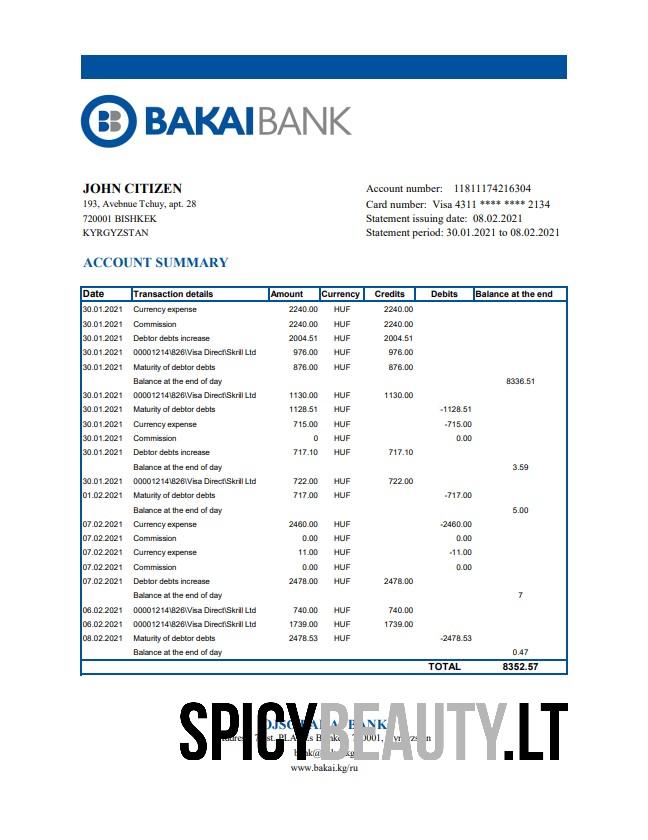 BAKAI BANK
JOHN CITIZEN
193, Avebnue Tchuy, apt. 28
720001 BISHKEK
KYRGYZSTAN
Account number: 11811174216304
Card number: Visa 4311 **** **** 2134
Statement issuing date: 08.02.2021
Statement period: 30.01.2021 to 08.02.2021
ACCOUNT SUMMARY
Date Transaction details Amount Currency Credits Debits Balance at the end
30.01.2021 Currency expense 2240.00 HUF 2240.00
30.01.2021 Commission 2240.00 HUF 2240.00
30.01.2021 Debtor debts increase 2004.51 HUF 2004.51
30.01.2021 00001214\826\Visa Direct\Skrill Ltd 976.00 HUF 976.00
30.01.2021 Maturity of debtor debts 876.00 HUF 876.00
Balance at the end of day 8336.51
30.01.2021 00001214\826\Visa Direct\Skrill Ltd 1130.00 HUF 1130.00
30.01.2021 Maturity of debtor debts 1128.51 HUF -1128.51
30.01.2021 Currency expense 715.00 HUF -715.00
30.01.2021 Commission 0 HUF 0.00
30.01.2021 Debtor debts increase 717.10 HUF 717.10
Balance at the end of day 3.59
30.01.2021 00001214\826\Visa Direct\Skrill Ltd 722.00 HUF 722.00
01.02.2021 Maturity of debtor debts 717.00 HUF -717.00
Balance at the end of day 5.00
07.02.2021 Currency expense 2460.00 HUF -2460.00
07.02.2021 Commission 0.00 HUF 0.00
07.02.2021 Currency expense 11.00 HUF -11.00
07.02.2021 Commission 0.00 HUF 0.00
07.02.2021 Debtor debts increase 2478.00 HUF 2478.00
Balance at the end of day 7
06.02.2021 00001214\826\Visa Direct\Skrill Ltd 740.00 HUF 740.00
06.02.2021 00001214\826\Visa Direct\Skrill Ltd 1739.00 HUF 1739.00
08.02.2021 Maturity of debtor debts 2478.53 HUF -2478.53
Balance at the end of day 0.47
TOTAL 8352.57
SPICYBEAUTY.LT
www.bakai.kg/ru